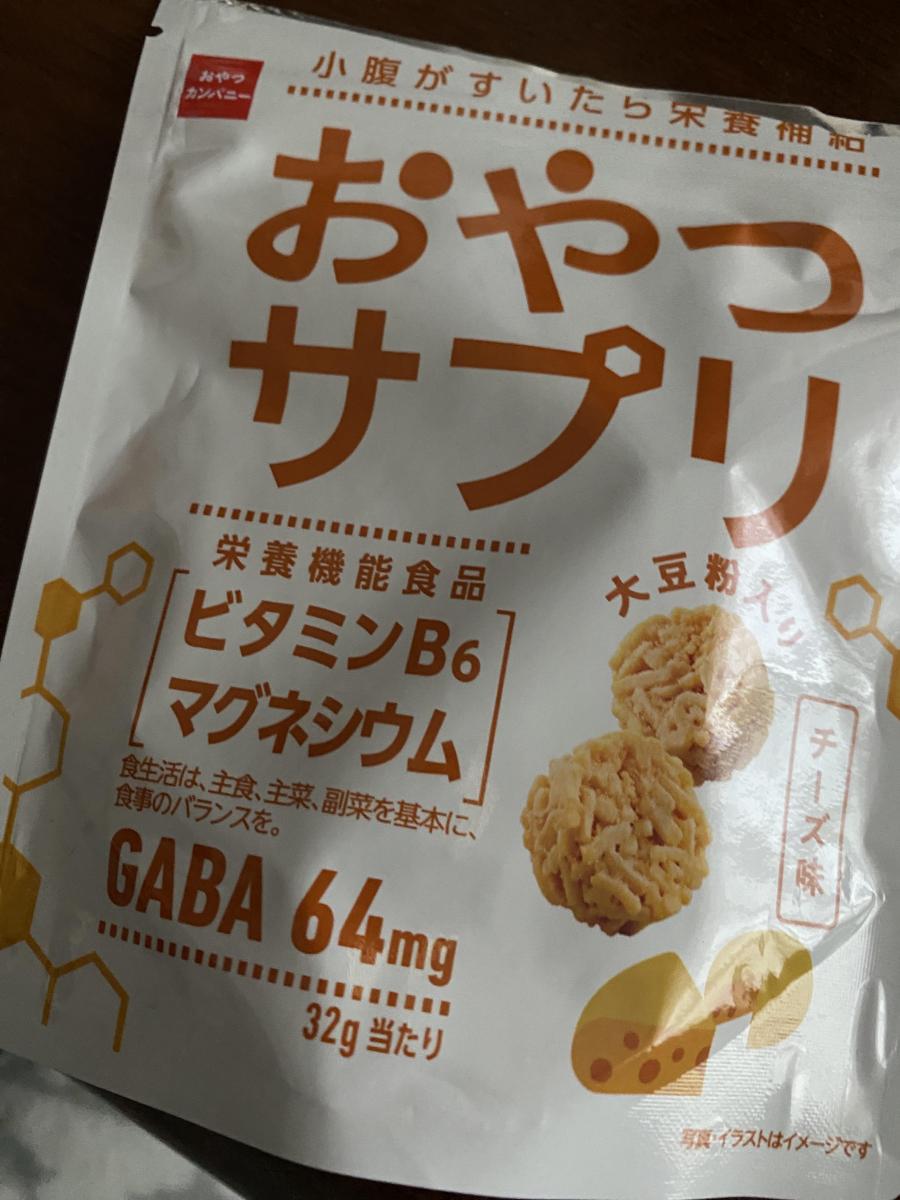 おやつ
カンパニー
小腹がすいたら栄養補給
おやつ
サプリ
栄養機能食品
ビタミンB6
マグネシウム
食生活は、主食、主菜、副菜を基本に、
食事のバランスを。
GABA 64mg
32g 当たり
大豆粉入り
チーズ味
写真・イラストはイメージです